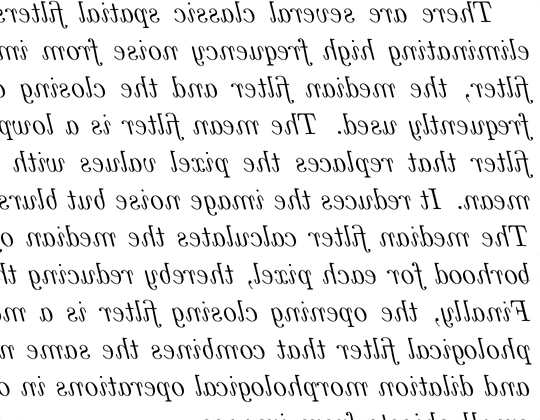 There are several classic spatial filters
eliminating high frequency noise from im
filter, the median filter and the closing
frequently used. The mean filter is a lowp
filter that replaces the pixel values with
mean. It reduces the image noise but blurs
The median filter calculates the median o
borhood for each pixel, thereby reducing th
Finally, the opening closing filter is a m
phological filter that combines the same n
and dilation morphological operations in o